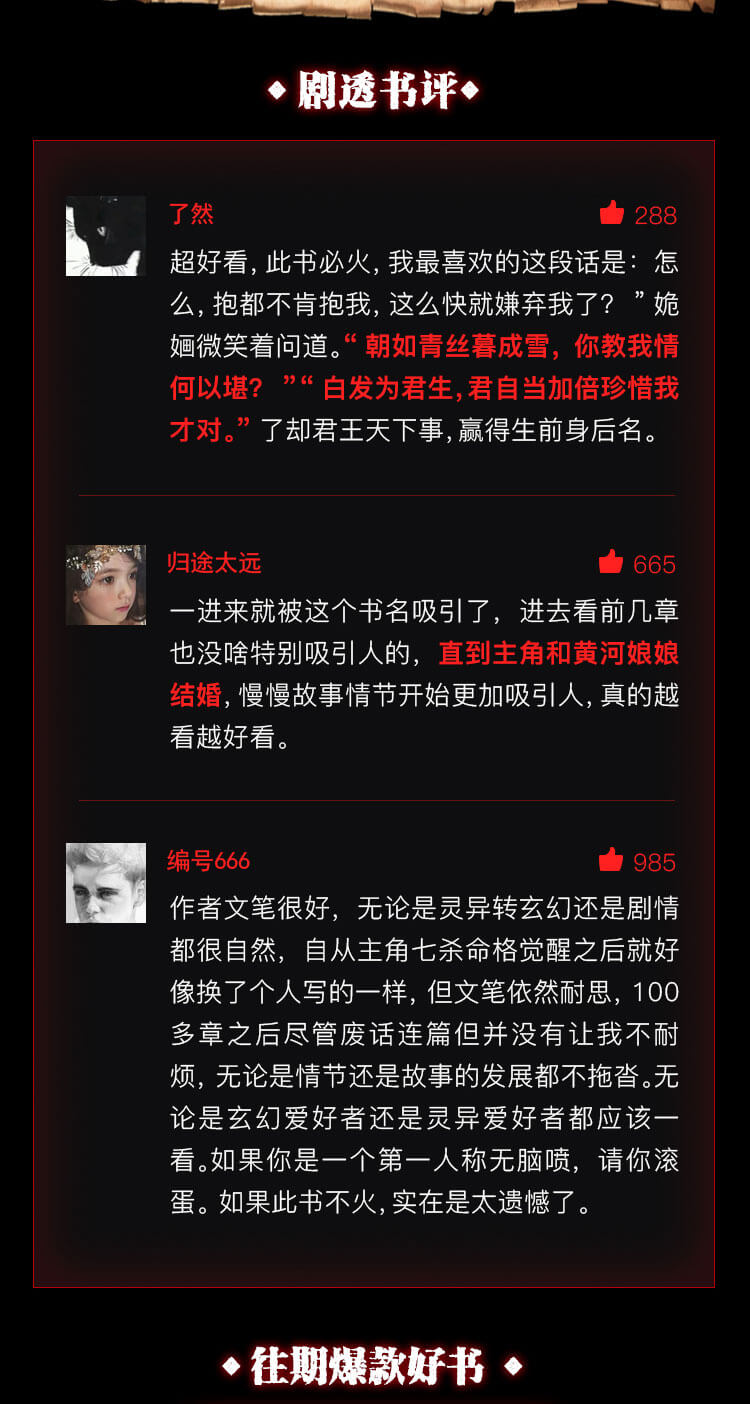 剧透书评
了然
288
超好看, 此书必火, 我最喜欢的这段话是：怎
么, 抱都不肯抱我, 这么快就嫌弃我了？ ” 姽
婳微笑着问道。“ 朝如青丝暮成雪，你教我情
何以堪？ ”“ 白发为君生, 君自当加倍珍惜我
才对。” 了却君王天下事, 赢得生前身后名。
归途太远
665
一进来就被这个书名吸引了，进去看前几章
也没啥特别吸引人的，直到主角和黄河娘娘
结婚, 慢慢故事情节开始更加吸引人, 真的越
看越好看。
编号666
985
作者文笔很好，无论是灵异转玄幻还是剧情
都很自然，自从主角七杀命格觉醒之后就好
像换了个人写的一样, 但文笔依然耐思，100
多章之后尽管废话连篇但并没有让我不耐
烦，无论是情节还是故事的发展都不拖沓。无
论是玄幻爱好者还是灵异爱好者都应该一
看。如果你是一个第一人称无脑喷，请你滚
蛋。如果此书不火, 实在是太遗憾了。
往期爆款好书